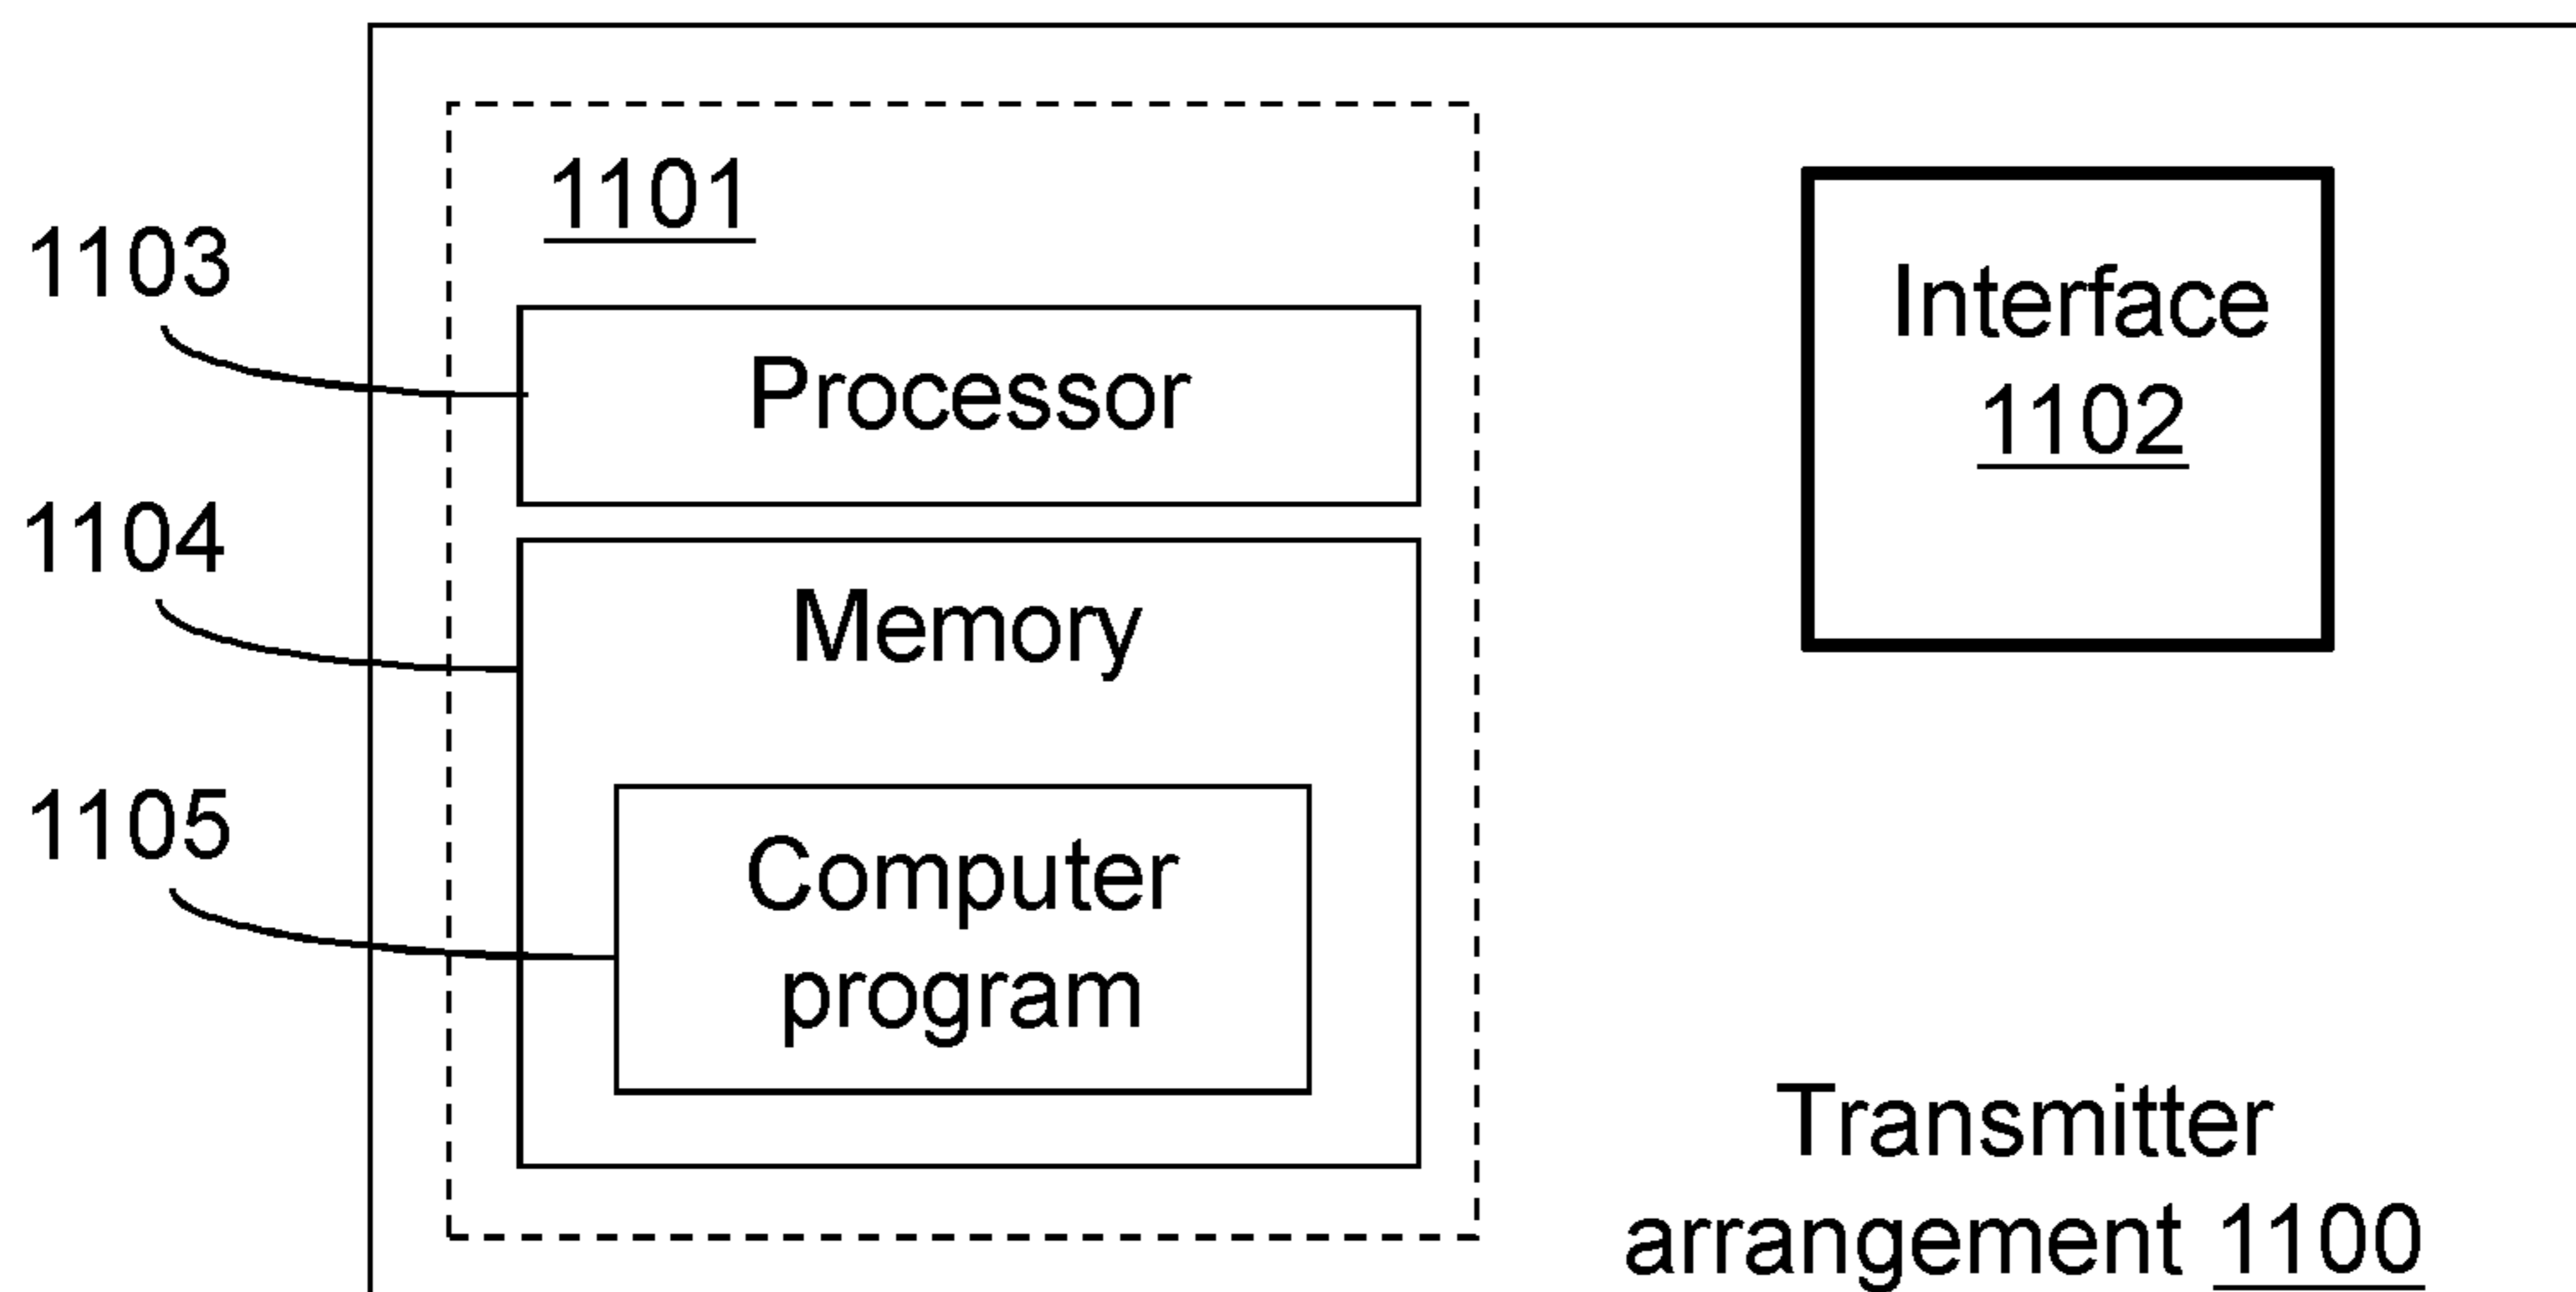 1101
1103
Processor
Interface
1102
1104
Memory
1105
Computer
program
Transmitter
arrangement 1100